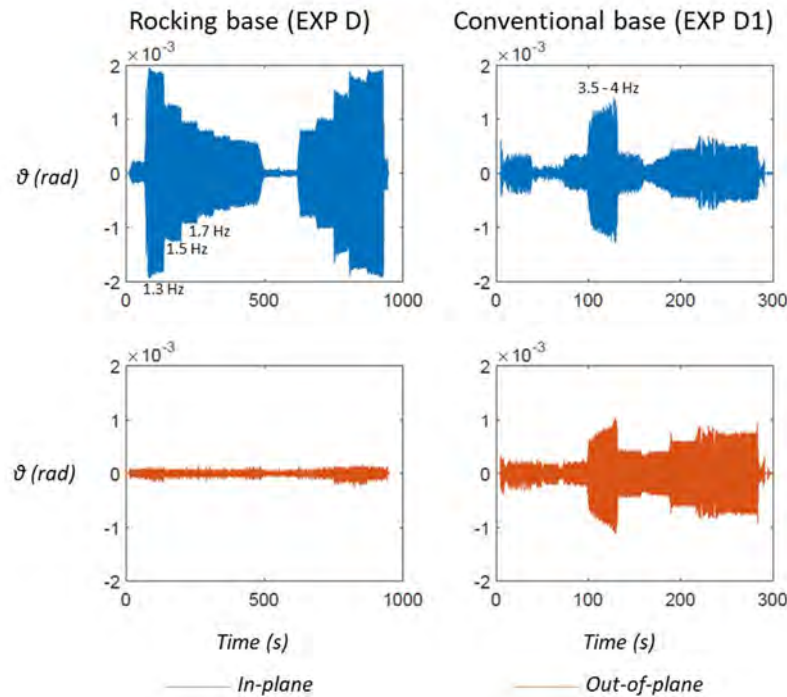 Rocking base (EXP D)
Conventional base (EXP D1)
2 × 10⁻³
1
0
-1
-2
ϑ (rad)
1.3 Hz
1.5 Hz
1.7 Hz
0 500 1000
2 × 10⁻³
1
0
-1
-2
3.5 - 4 Hz
0 100 200 300
2 × 10⁻³
1
0
-1
-2
ϑ (rad)
0 500 1000
2 × 10⁻³
1
0
-1
-2
0 100 200 300
Time (s)
Time (s)
In-plane
Out-of-plane